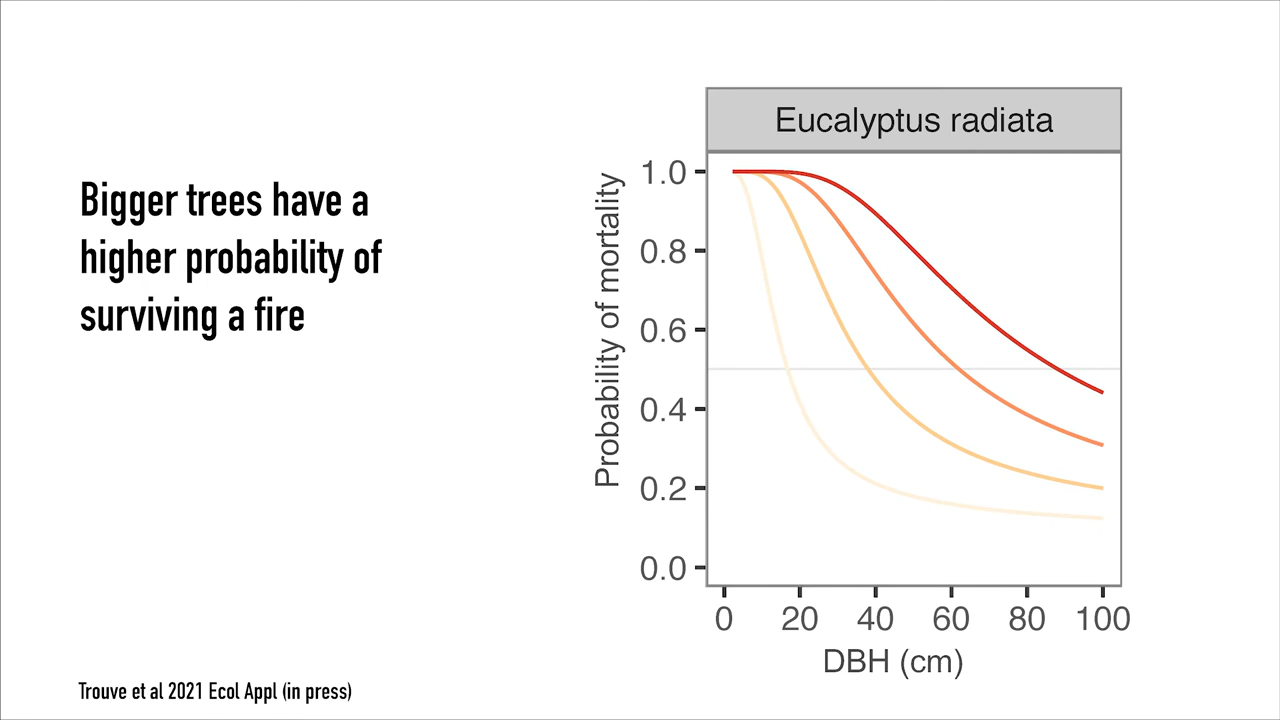 Bigger trees have a
higher probability of
surviving a fire
Eucalyptus radiata
Probability of mortality
1.0
0.8
0.6
0.4
0.2
0.0
0 20 40 60 80 100
DBH (cm)
Trouve et al 2021 Ecol Appl (in press)